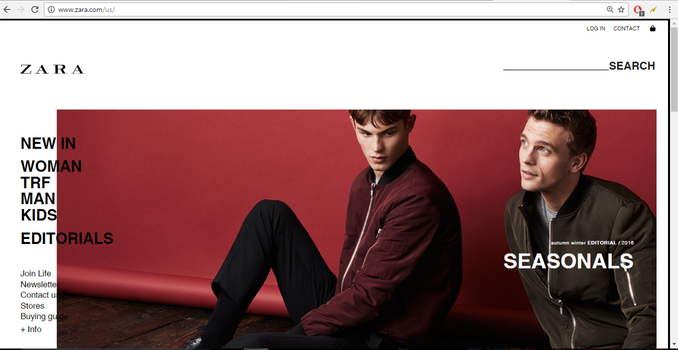 www.zara.com/us/
LOG IN CONTACT
ZARA
SEARCH
NEW IN
WOMAN
TRF
MAN
KIDS
EDITORIALS
autumn winter EDITORIAL / 2016
SEASONALS
Join Life
Newsletter
Contact us
Stores
Buying guide
+ Info